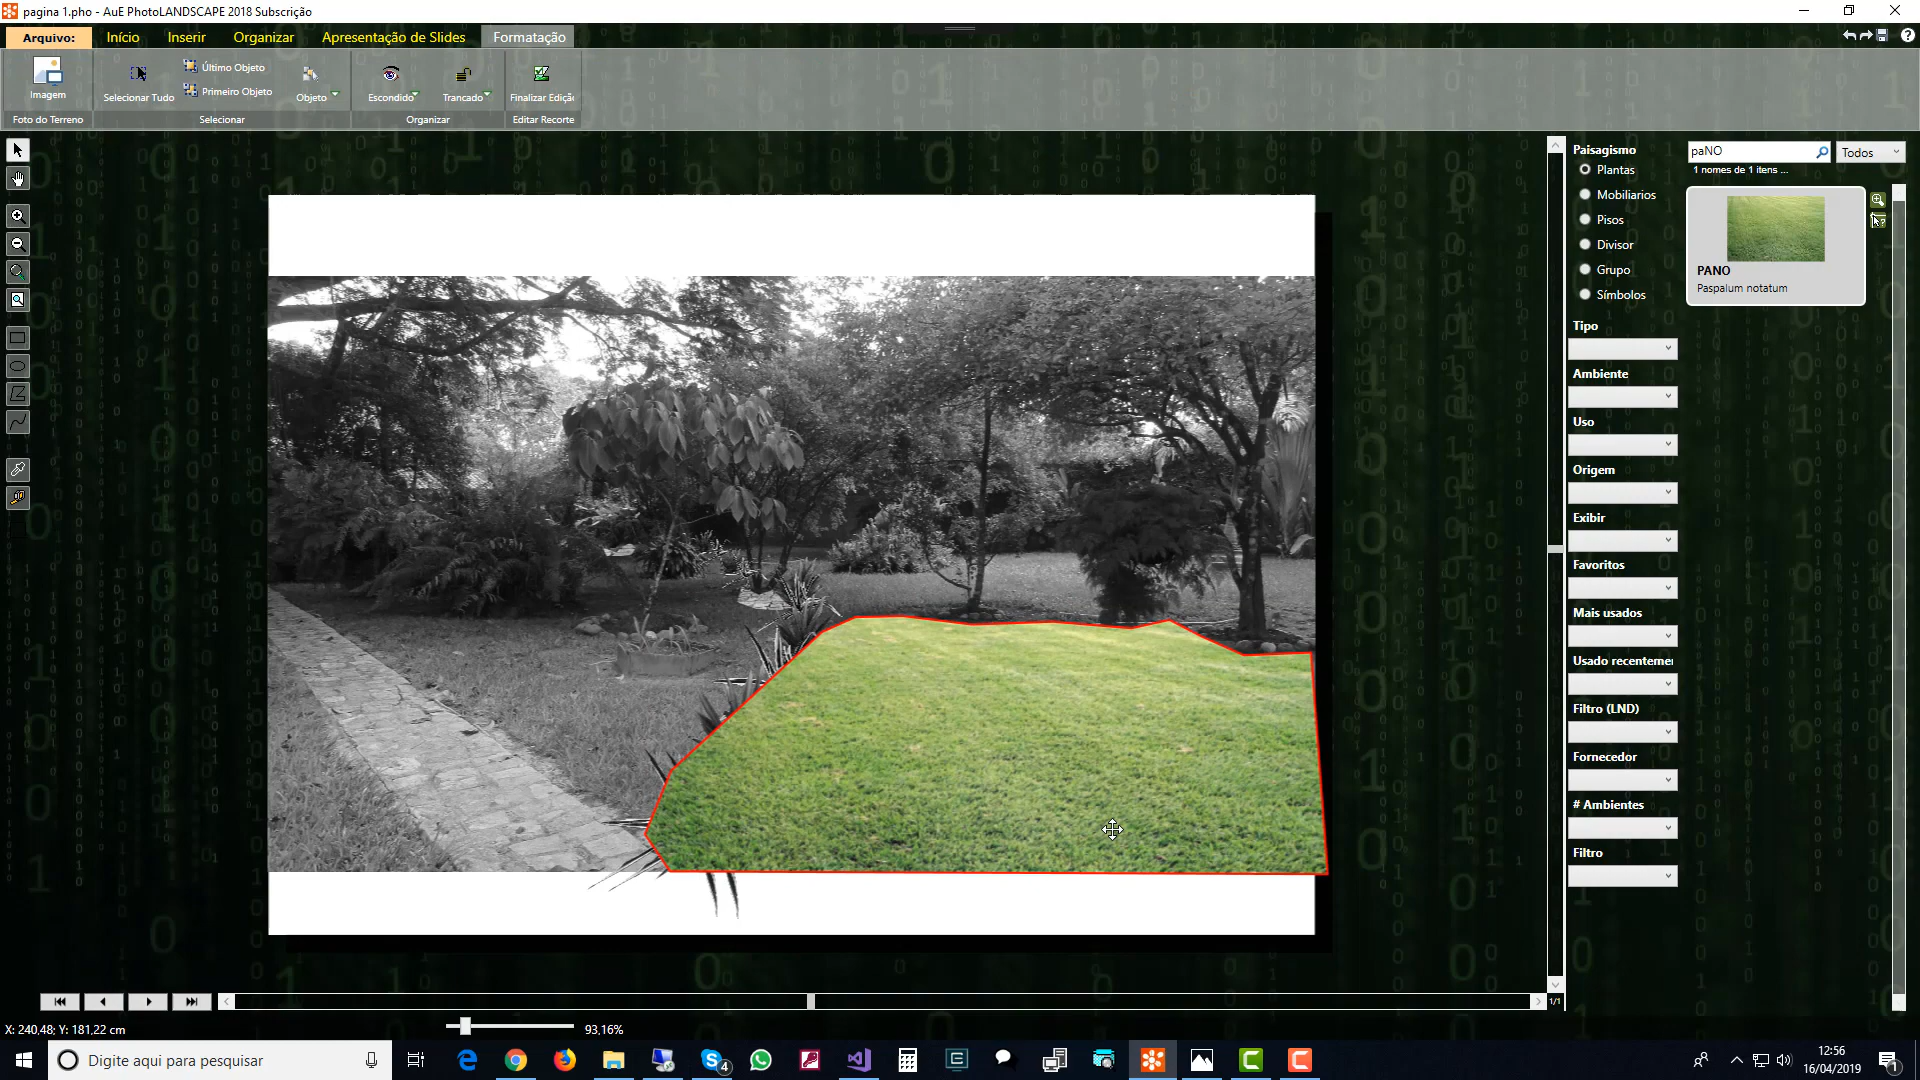 pagina 1.pho - AuE PhotoLANDSCAPE 2018 Subscrição
Arquivo: Início Inserir Organizar Apresentação de Slides Formatação
Imagem
Selecionar Tudo
Último Objeto
Primeiro Objeto
Objeto
Escondido
Trancado
Finalizar Ediçã
Foto do Terreno Selecionar Organizar Editar Recorte
Paisagismo
Plantas
Mobiliarios
Pisos
Divisor
Grupo
Símbolos
Tipo
Ambiente
Uso
Origem
Exibir
Favoritos
Mais usados
Usado recenteme
Filtro (LND)
Fornecedor
# Ambientes
Filtro
paNO Todos
1 nomes de 1 itens ...
PANO
Paspalum notatum
1/1
X: 240,48; Y: 181,22 cm 93,16%
Digite aqui para pesquisar
4
12:56
16/04/2019
1